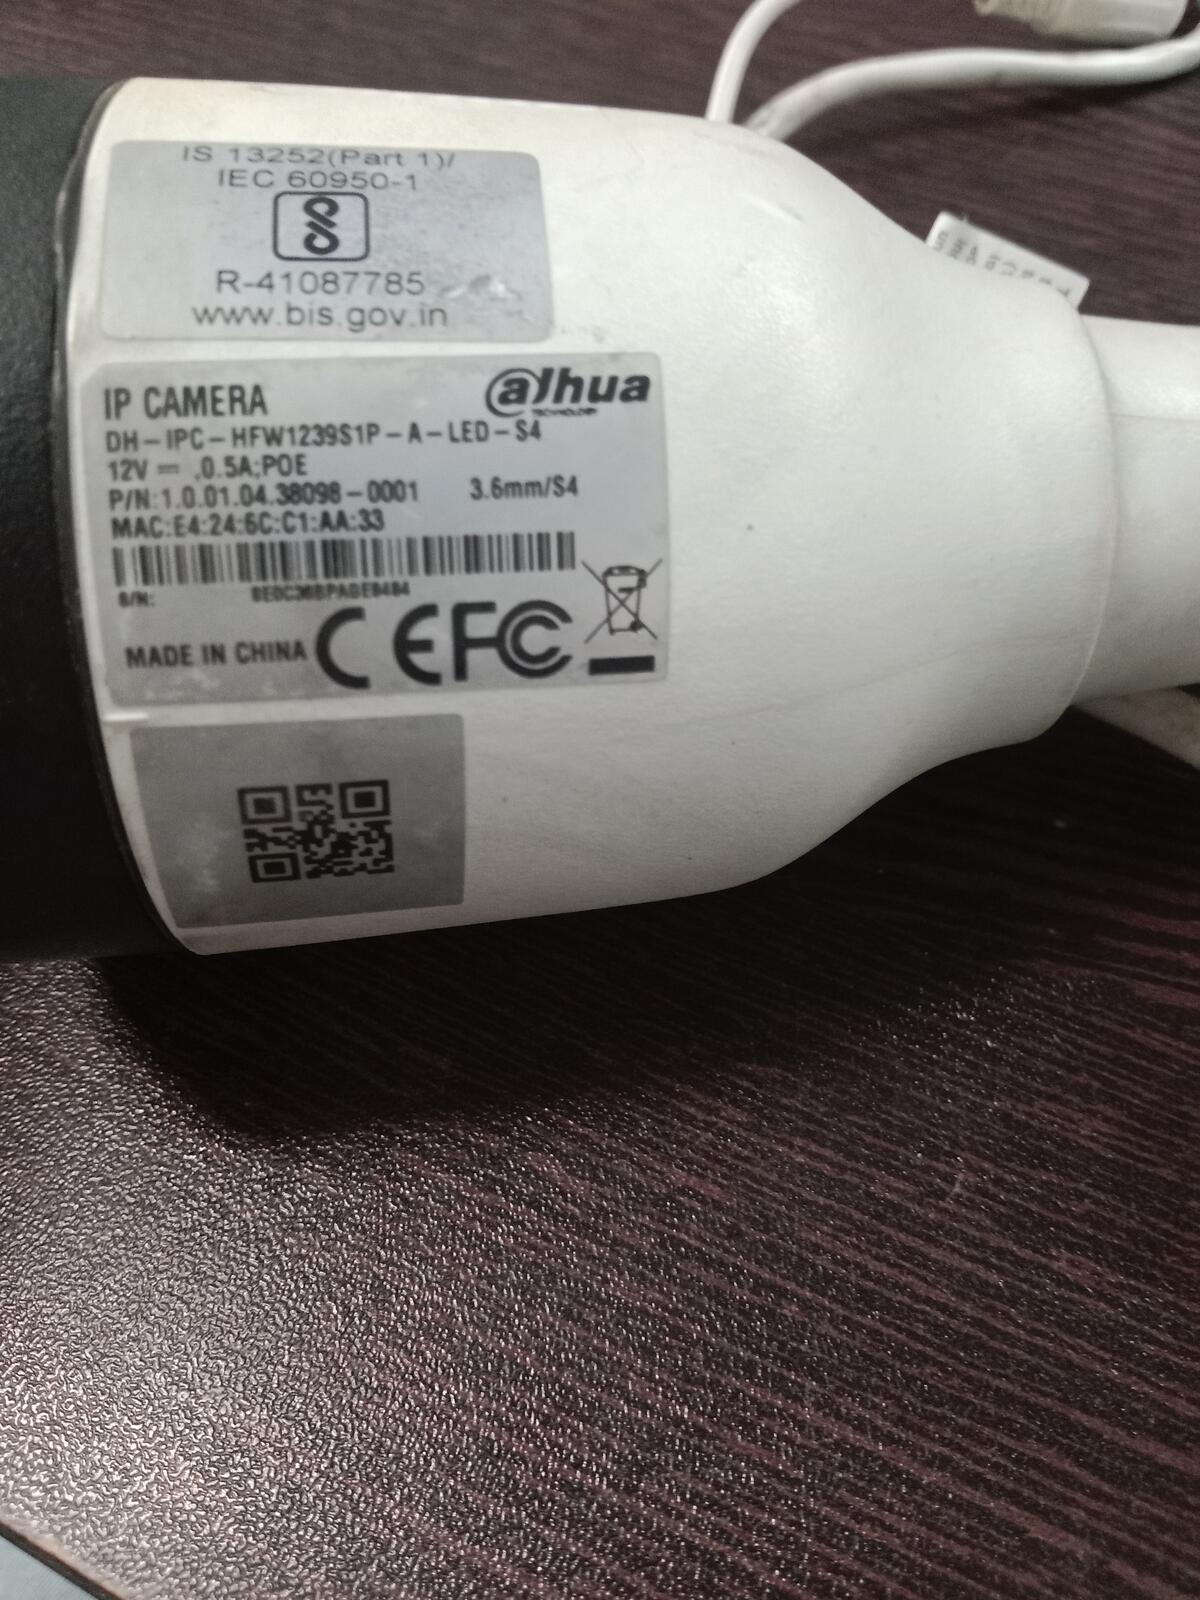 IS 13252(Part 1)/
IEC 60950-1
R-41087785
www.bis.gov.in
IP CAMERA
alhua
TECHNOLOGY
DH-IPC-HFW1239S1P-A-LED-S4
12V ⎓ ,0.5A;POE
P/N:1.0.01.04.38098-0001 3.6mm/S4
MAC:E4:24:6C:C1:AA:33
S/N:
MADE IN CHINA CE FC